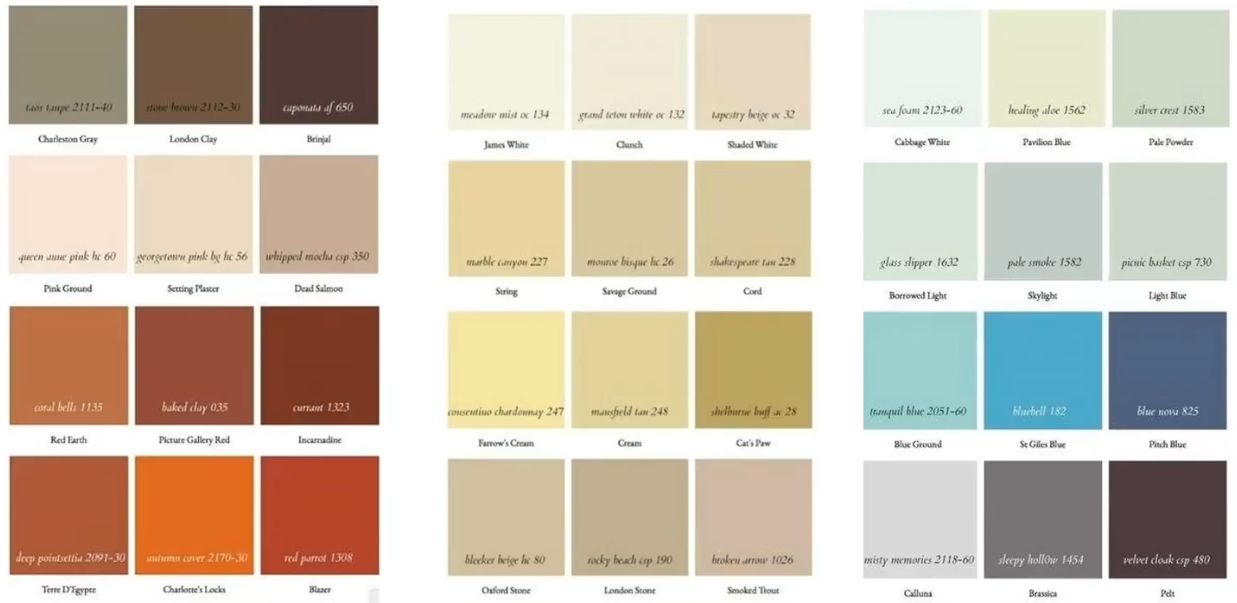 taos taupe 2111-40
stone brown 2112-30
caponata af 650
Charleston Gray
London Clay
Brinjal
queen anne pink hc 60
georgetown pink bg hc 56
whipped mocha csp 350
Pink Ground
Setting Plaster
Dead Salmon
coral bells 1135
baked clay 035
currant 1323
Red Earth
Picture Gallery Red
Incarnadine
deep pointsettia 2091-30
autumn cover 2170-30
red parrot 1308
Terre D'Egypte
Charlotte's Locks
Blazer
meadow mist oc 134
grand teton white oc 132
tapestry beige oc 32
James White
Clunch
Shaded White
marble canyon 227
monroe bisque hc 26
shakespeare tan 228
String
Savage Ground
Cord
consentino chardonnay 247
mansfield tan 248
shelburne buff ac 28
Farrow's Cream
Cream
Cat's Paw
bleeker beige hc 80
rocky beach csp 190
broken arrow 1026
Oxford Stone
London Stone
Smoked Trout
sea foam 2123-60
healing aloe 1562
silver crest 1583
Cabbage White
Pavilion Blue
Pale Powder
glass slipper 1632
pale smoke 1582
picnic basket csp 730
Borrowed Light
Skylight
Light Blue
tranquil blue 2051-60
bluebell 182
blue nova 825
Blue Ground
St Giles Blue
Pitch Blue
misty memories 2118-60
sleepy holl0w 1454
velvet cloak csp 480
Calluna
Brassica
Pelt